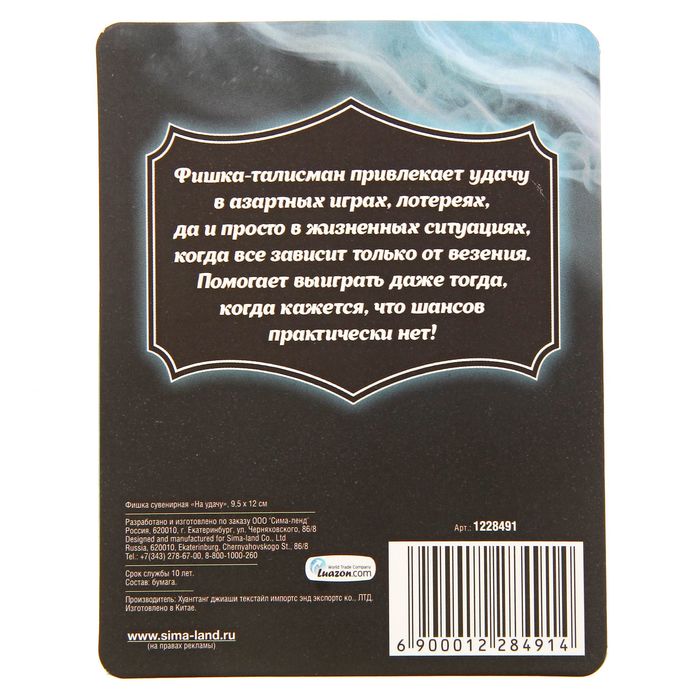 Фишка-талисман привлекает удачу
в азартных играх, лотереях,
да и просто в жизненных ситуациях,
когда все зависит только от везения.
Помогает выиграть даже тогда,
когда кажется, что шансов
практически нет!
Фишка сувенирная «На удачу», 9,5 х 12 см
Разработано и изготовлено по заказу ООО "Сима-ленд"
Россия, 620010, г. Екатеринбург, ул. Черняховского, 86/8
Designed and manufactured for Sima-land Co., Ltd
Russia, 620010, Ekaterinburg, Chernyahovskogo St., 86/8
Tel.: +7(343) 278-67-00, 8-800-1000-260
Срок службы 10 лет.
Состав: бумага.
Производитель: Хуангганг джиаши текстайл импортс энд экспортс ко., ЛТД.
Изготовлено в Китае.
www.sima-land.ru
(на правах рекламы)
World Trade Company
Luazon.com
Арт.: 1228491
6 900012 284914